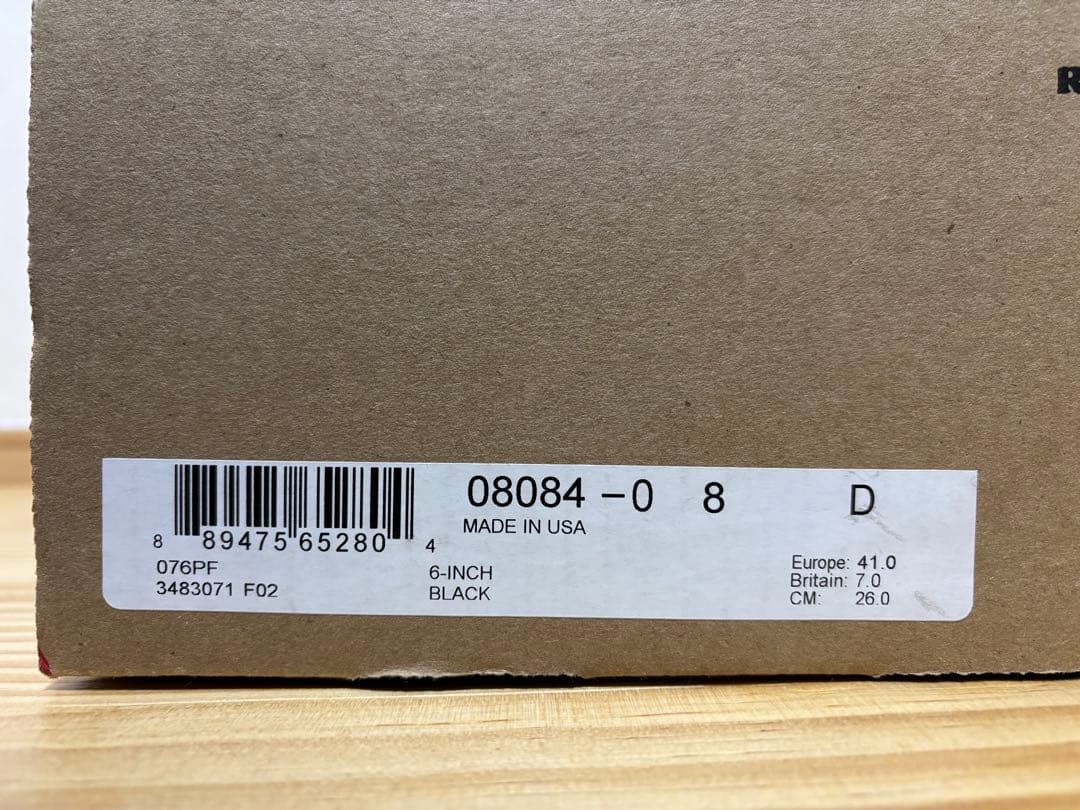 R
08084 -0 8 D
MADE IN USA
8 89475 65280 4
076PF
3483071 F02
6-INCH
BLACK
Europe: 41.0
Britain: 7.0
CM: 26.0